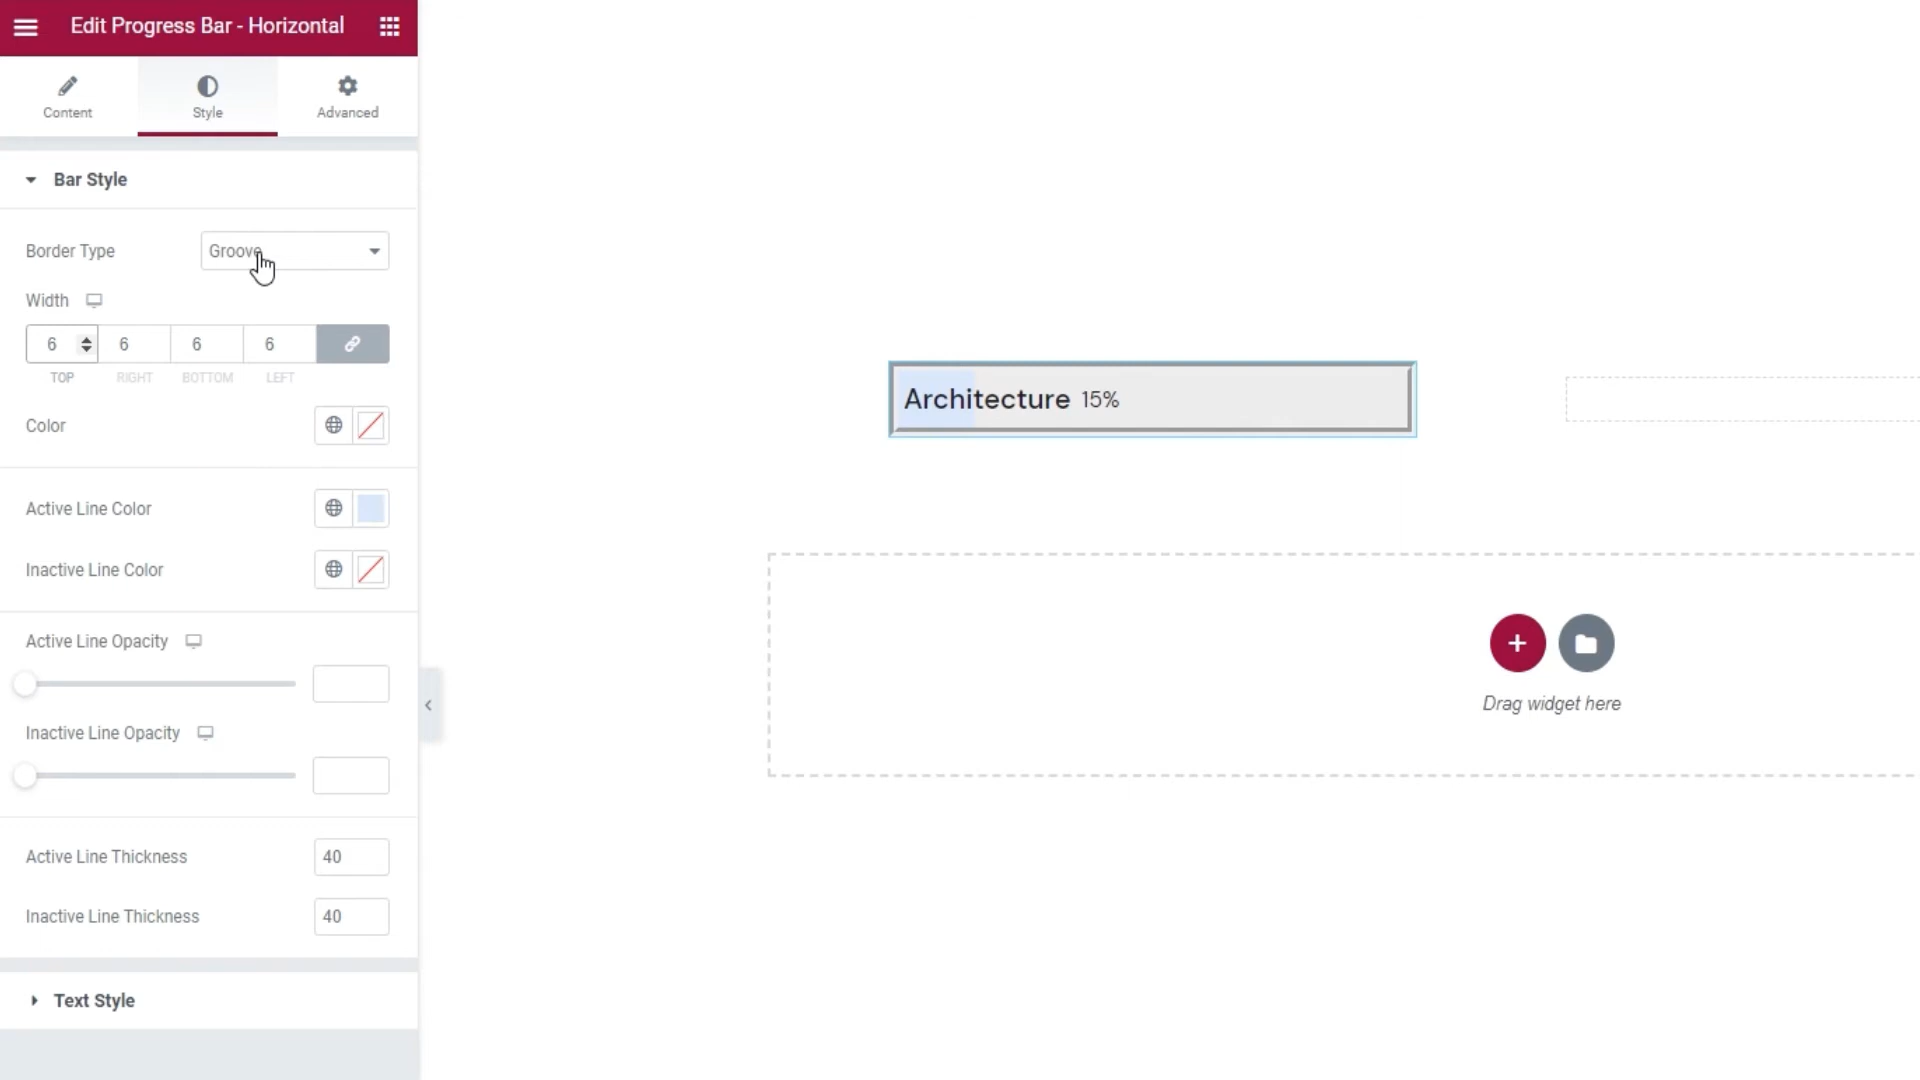 Edit Progress Bar - Horizontal
Content
Style
Advanced
Bar Style
Border Type
Groove
Width
6
6
6
6
TOP
RIGHT
BOTTOM
LEFT
Color
Active Line Color
Inactive Line Color
Active Line Opacity
Inactive Line Opacity
Active Line Thickness
40
Inactive Line Thickness
40
Text Style
Architecture 15%
Drag widget here